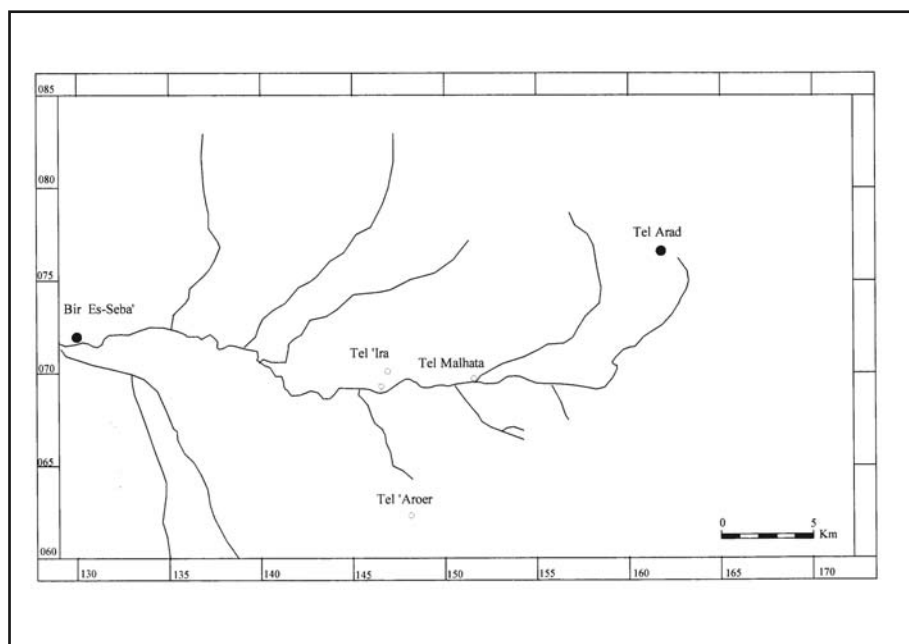 085
080
075
070
065
060
Tel Arad
Bir Es-Seba'
Tel 'Ira
Tel Malhata
Tel 'Aroer
0 5
Km
130 135 140 145 150 155 160 165 170